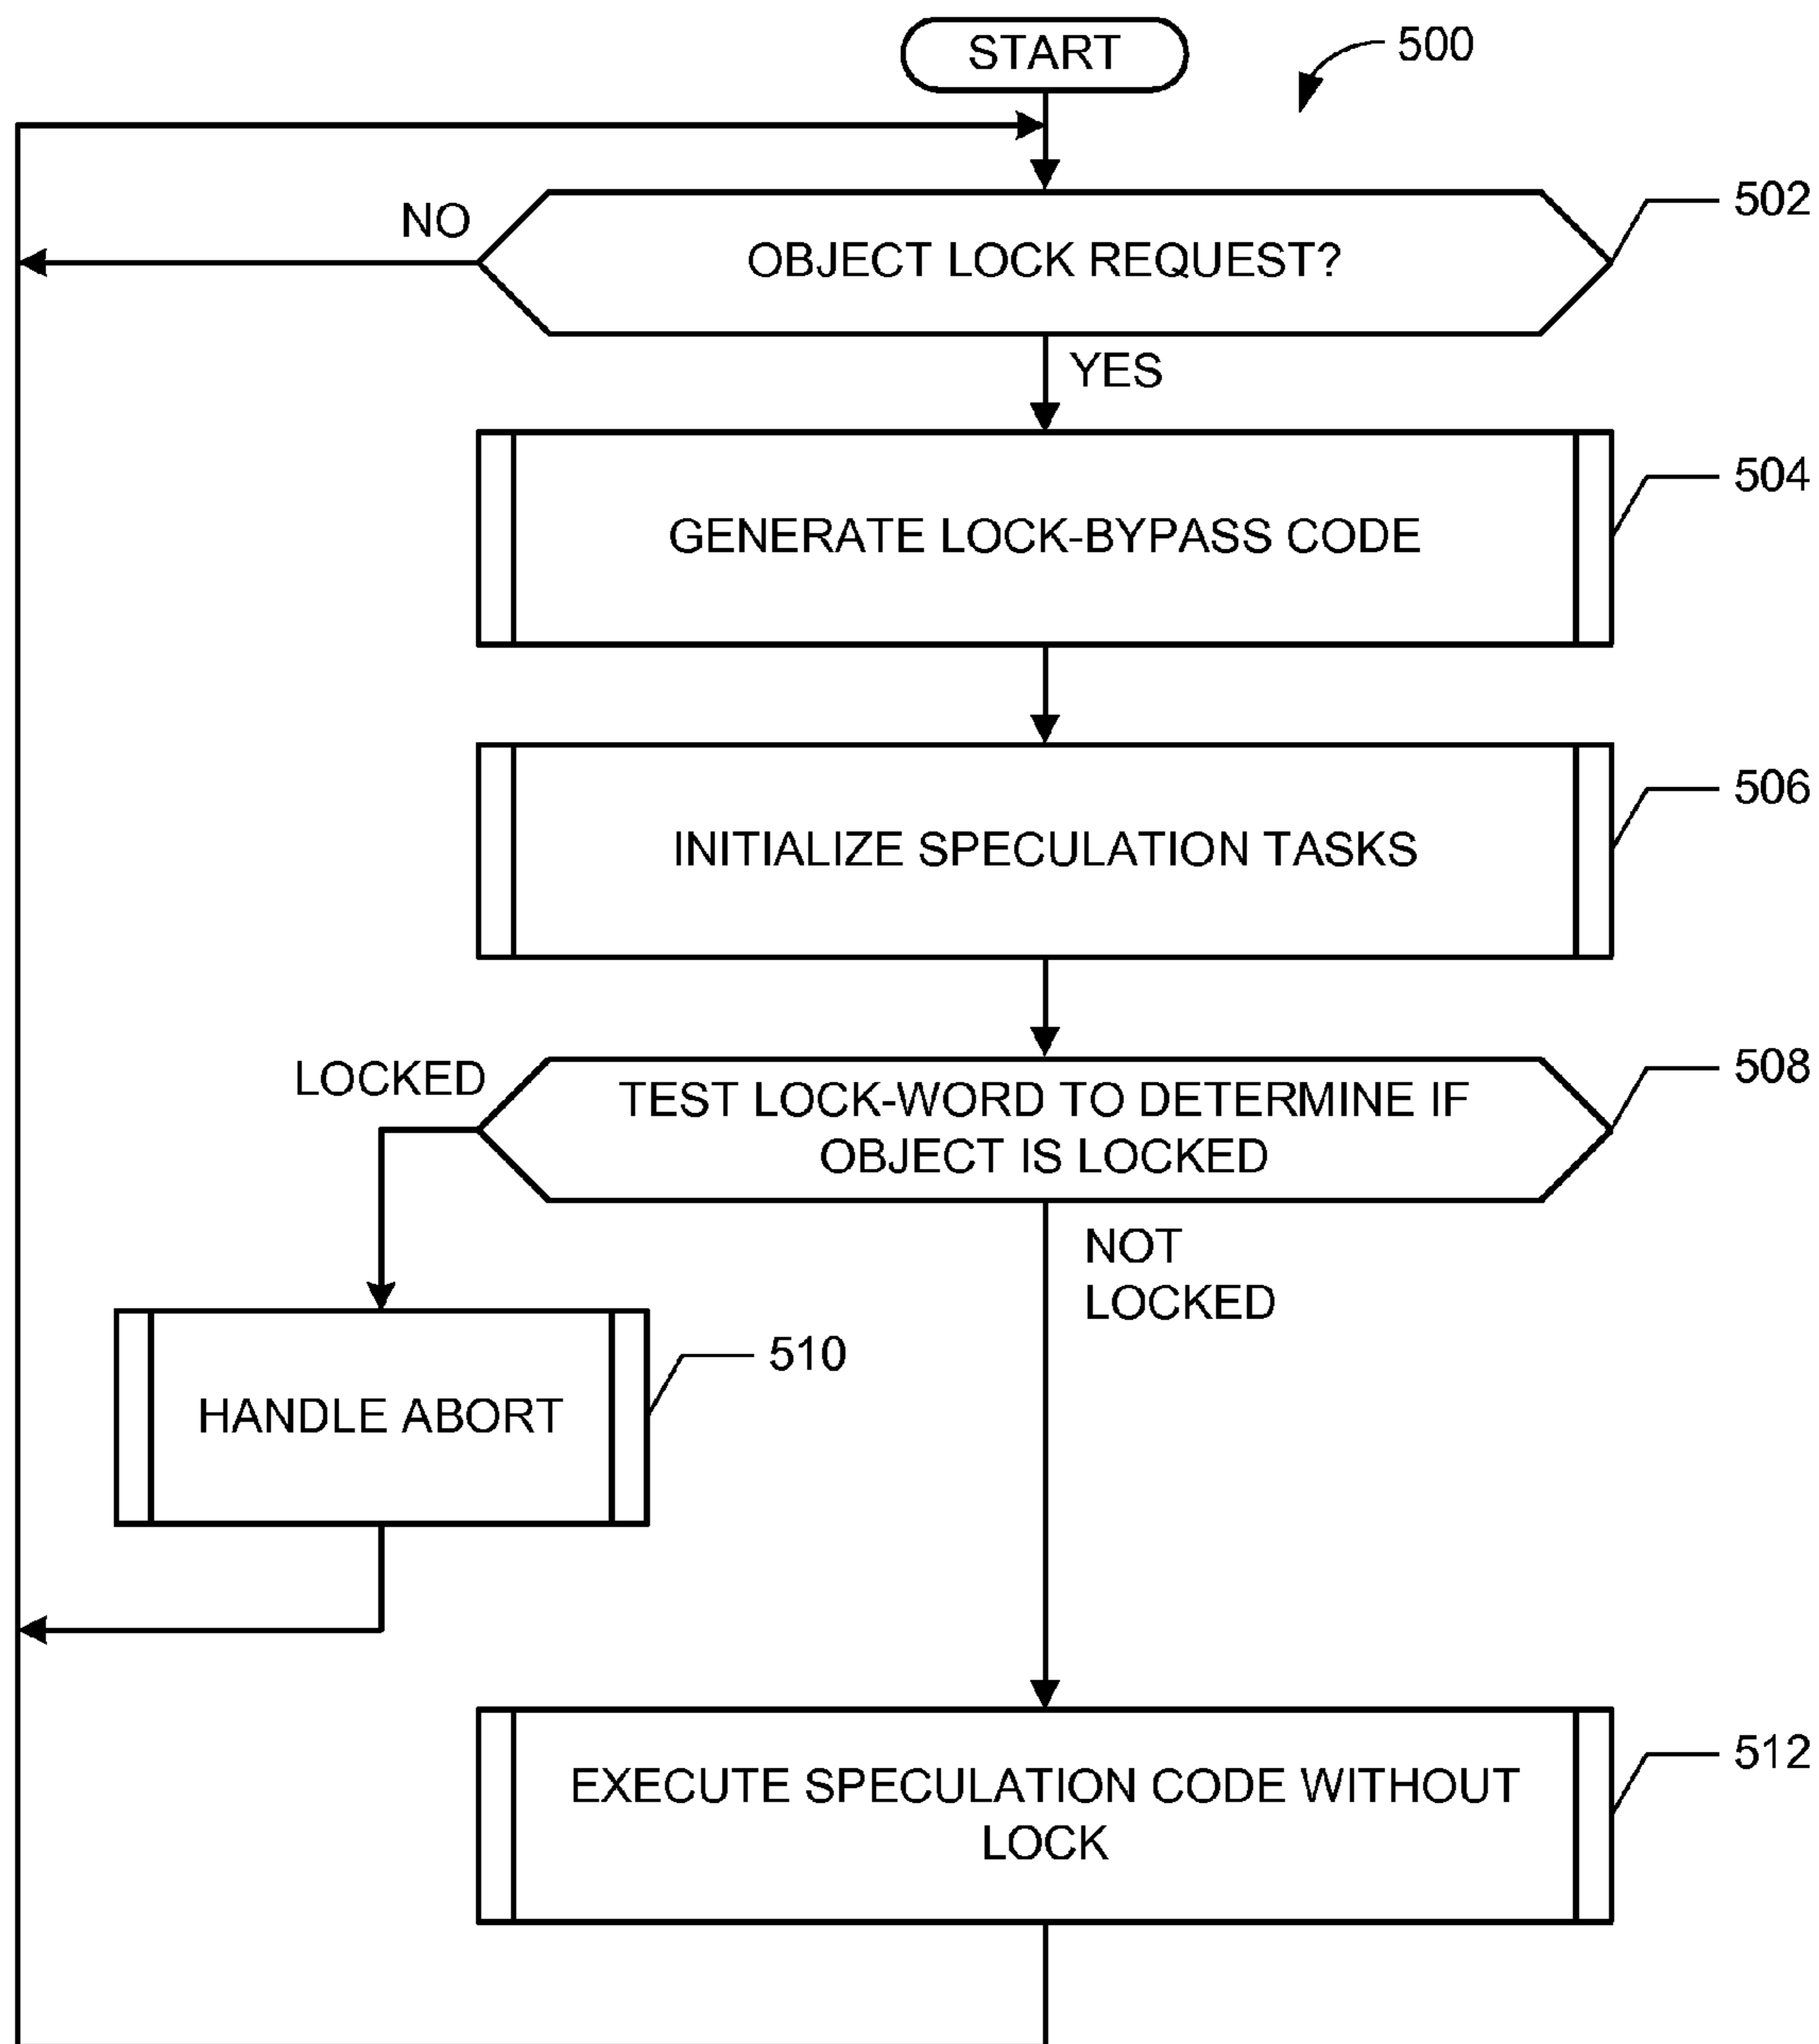 START
500
NO
OBJECT LOCK REQUEST?
502
YES
GENERATE LOCK-BYPASS CODE
504
INITIALIZE SPECULATION TASKS
506
LOCKED
TEST LOCK-WORD TO DETERMINE IF
OBJECT IS LOCKED
508
NOT
LOCKED
HANDLE ABORT
510
EXECUTE SPECULATION CODE WITHOUT
LOCK
512